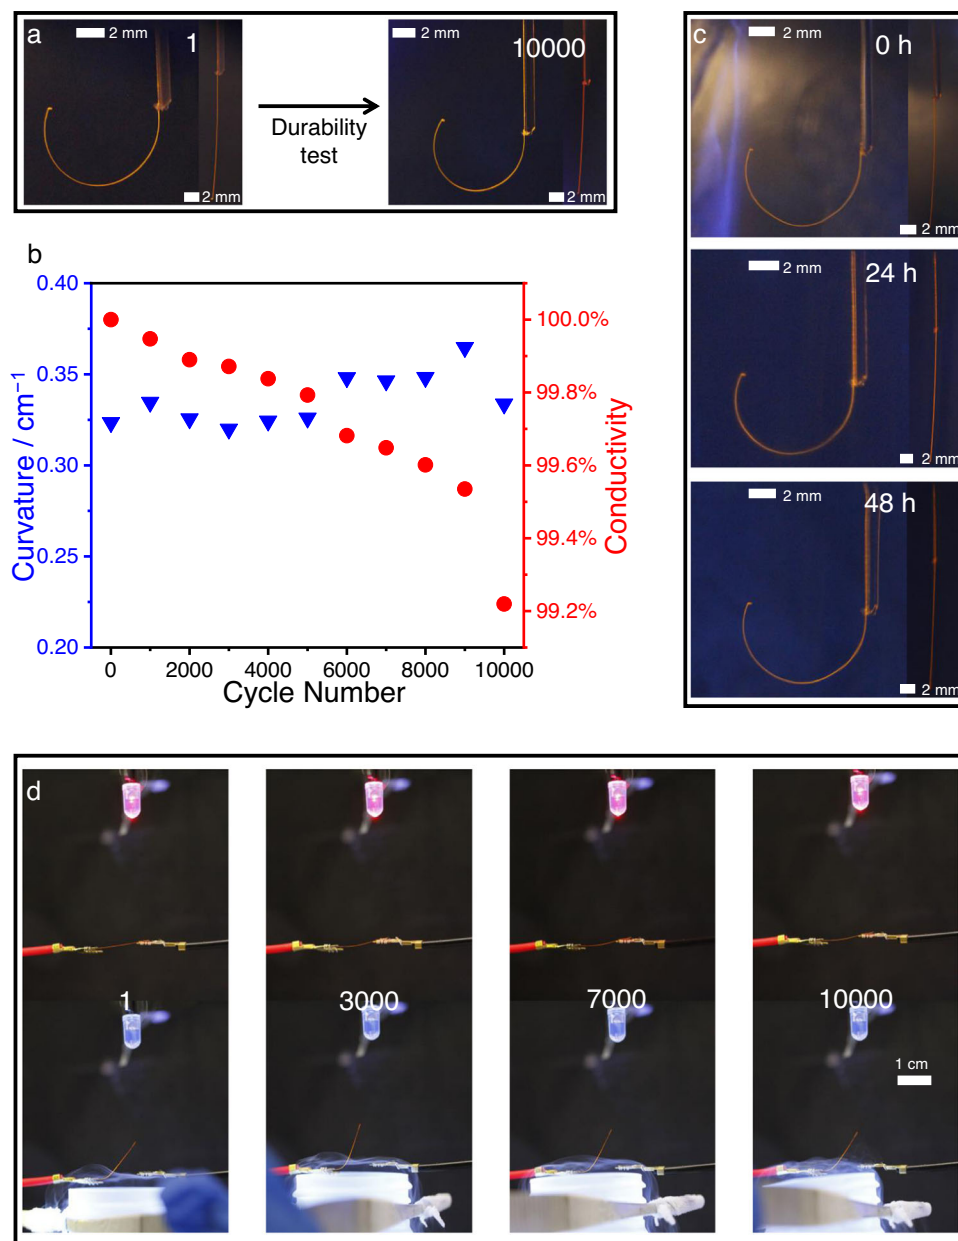 a
2 mm
1
2 mm
Durability
test
2 mm
10000
2 mm
b
0.40
0.35
0.30
0.25
0.20
Curvature / cm⁻¹
100.0%
99.8%
99.6%
99.4%
99.2%
Conductivity
0 2000 4000 6000 8000 10000
Cycle Number
c
2 mm
0 h
2 mm
2 mm
24 h
2 mm
2 mm
48 h
2 mm
d
1
3000
7000
10000
1 cm